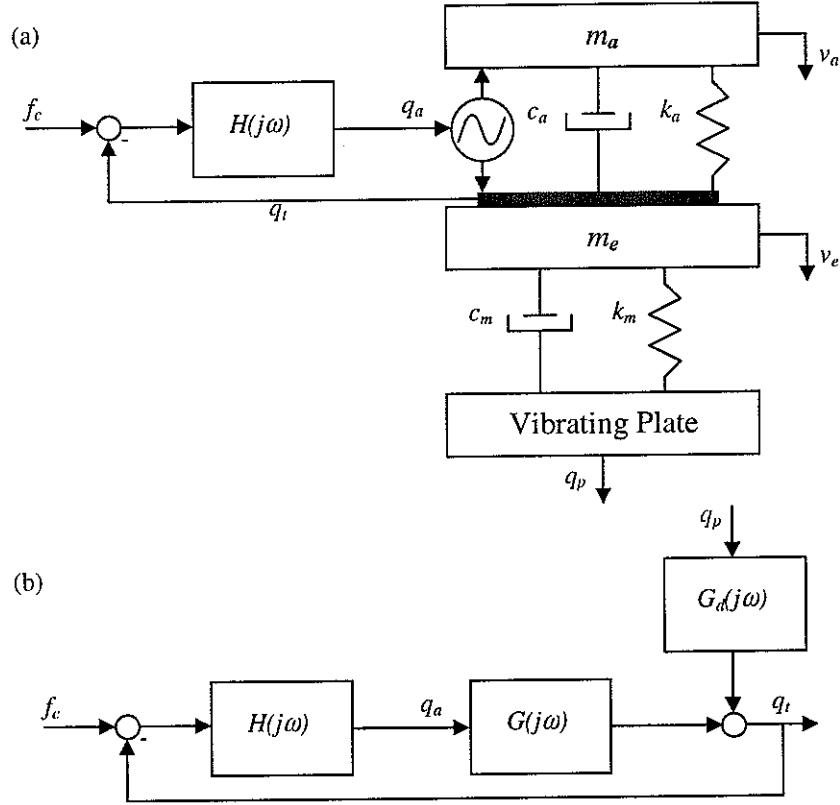 (a)
m_a
v_a
f_c
-
H(jω)
q_a
c_a
k_a
q_t
m_e
v_e
c_m
k_m
Vibrating Plate
q_p
q_p
(b)
G_d(jω)
f_c
-
H(jω)
q_a
G(jω)
q_t